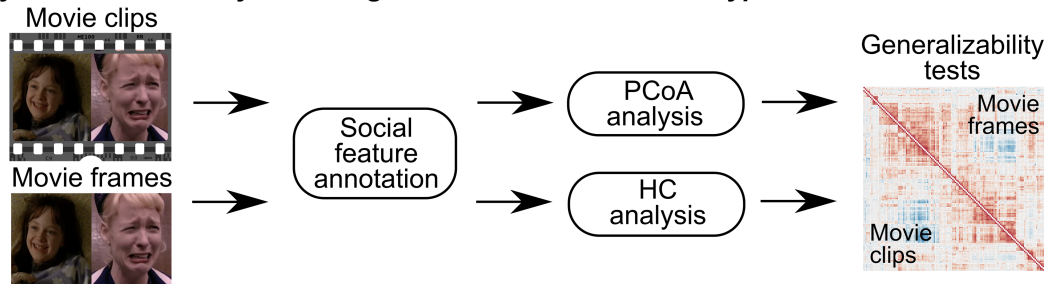 Movie clips
Movie frames
Social
feature
annotation
PCoA
analysis
HC
analysis
Generalizability
tests
Movie
frames
Movie
clips